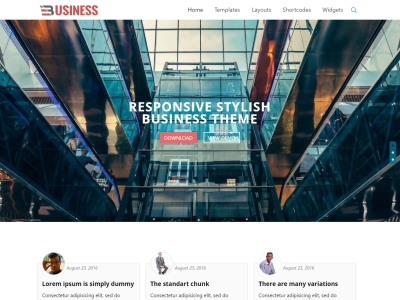 BUSINESS
Home Templates Layouts Shortcodes Widgets
RESPONSIVE STYLISH
BUSINESS THEME
DOWNLOAD VIEW DEMO
August 23, 2016 August 23, 2016 August 23, 2016
Lorem ipsum is simply dummy The standart chunk There are many variations
Consectetur adipisicing elit, sed do Consectetur adipisicing elit, sed do Consectetur adipisicing elit, sed do